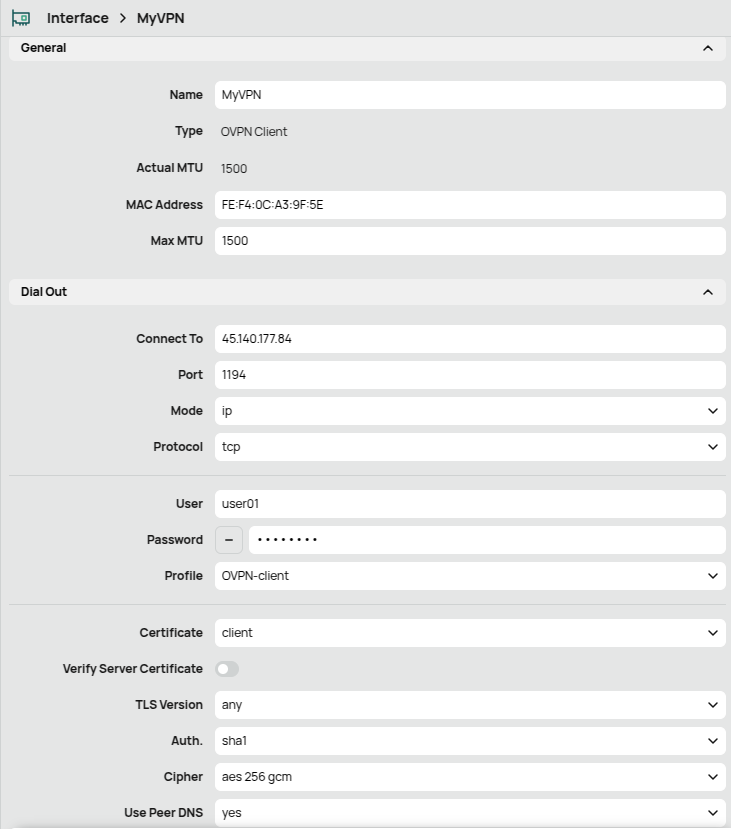 Interface > MyVPN
General
Name MyVPN
Type OVPN Client
Actual MTU 1500
MAC Address FE:F4:0C:A3:9F:5E
Max MTU 1500
Dial Out
Connect To 45.140.177.84
Port 1194
Mode ip
Protocol tcp
User user01
Password − ••••••••
Profile OVPN-client
Certificate client
Verify Server Certificate
TLS Version any
Auth. sha1
Cipher aes 256 gcm
Use Peer DNS yes